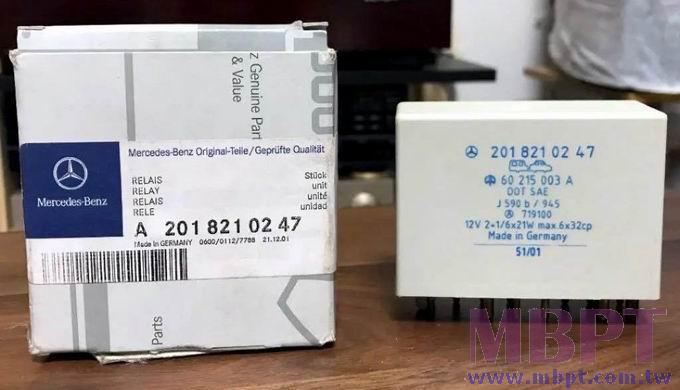 z Genuine Part
& Value
Mercedes-Benz Original-Teile/Geprüfte Qualität
Mercedes-Benz
RELAIS Stück
RELAY unit
RELAIS unité
RELE unidad
A 201 821 02 47
Made in GERMANY 0600/0112/7788 21.12.01
Parts
201 821 02 47
60 215 003 A
DOT SAE
J 590 b / 945
719100
12V 2+1/6x21W max.6x32cp
Made in Germany
51/01
MBPT
www.mbpt.com.tw